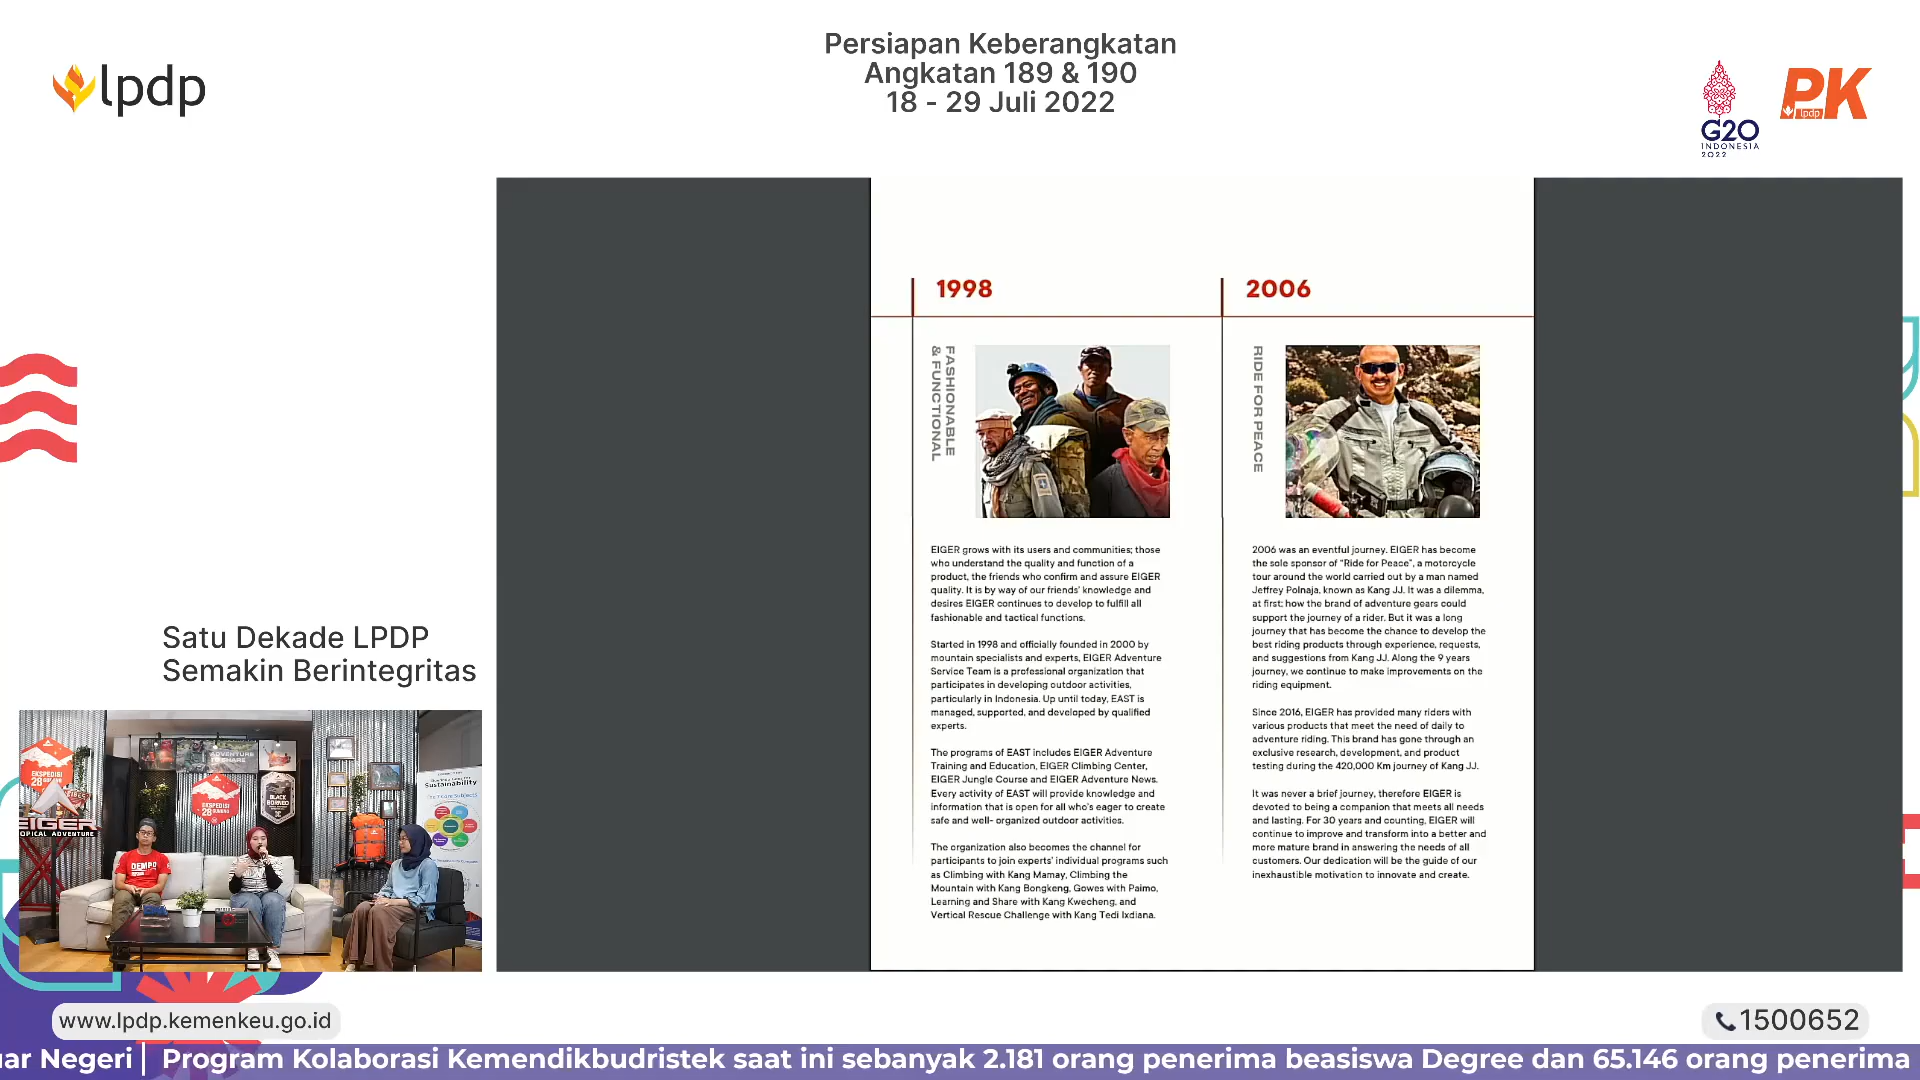 lpdp
Persiapan Keberangkatan
Angkatan 189 & 190
18 - 29 Juli 2022
G20
INDONESIA
2022
PK
lpdp
1998
FASHIONABLE
& FUNCTIONAL
EIGER grows with its users and communities; those
who understand the quality and function of a
product, the friends who confirm and assure EIGER
quality. It is by way of our friends' knowledge and
desires EIGER continues to develop to fulfill all
fashionable and tactical functions.
Started in 1998 and officially founded in 2000 by
mountain specialists and experts, EIGER Adventure
Service Team is a professional organization that
participates in developing outdoor activities,
particularly in Indonesia. Up until today, EAST is
managed, supported, and developed by qualified
experts.
The programs of EAST includes EIGER Adventure
Training and Education, EIGER Climbing Center,
EIGER Jungle Course and EIGER Adventure News.
Every activity of EAST will provide knowledge and
information that is open for all who's eager to create
safe and well- organized outdoor activities.
The organization also becomes the channel for
participants to join experts' individual programs such
as Climbing with Kang Mamay, Climbing the
Mountain with Kang Bongkeng, Gowes with Paimo,
Learning and Share with Kang Kwecheng, and
Vertical Rescue Challenge with Kang Tedi Ixdiana.
2006
RIDE FOR PEACE
2006 was an eventful journey. EIGER has become
the sole sponsor of "Ride for Peace", a motorcycle
tour around the world carried out by a man named
Jeffrey Polnaja, known as Kang JJ. It was a dilemma,
at first; how the brand of adventure gears could
support the journey of a rider. But it was a long
journey that has become the chance to develop the
best riding products through experience, requests,
and suggestions from Kang JJ. Along the 9 years
journey, we continue to make improvements on the
riding equipment.
Since 2016, EIGER has provided many riders with
various products that meet the need of daily to
adventure riding. This brand has gone through an
exclusive research, development, and product
testing during the 420,000 Km journey of Kang JJ.
It was never a brief journey, therefore EIGER is
devoted to being a companion that meets all needs
and lasting. For 30 years and counting, EIGER will
continue to improve and transform into a better and
more mature brand in answering the needs of all
customers. Our dedication will be the guide of our
inexhaustible motivation to innovate and create.
Satu Dekade LPDP
Semakin Berintegritas
EKSPEDISI
28
EIGER
TROPICAL ADVENTURE
ADVENTURE
TO SHARE
EKSPEDISI
28
BLACK
BORNEO
Sustainability
DEMPO
www.lpdp.kemenkeu.go.id
1500652
uar Negeri | Program Kolaborasi Kemendikbudristek saat ini sebanyak 2.181 orang penerima beasiswa Degree dan 65.146 orang penerima